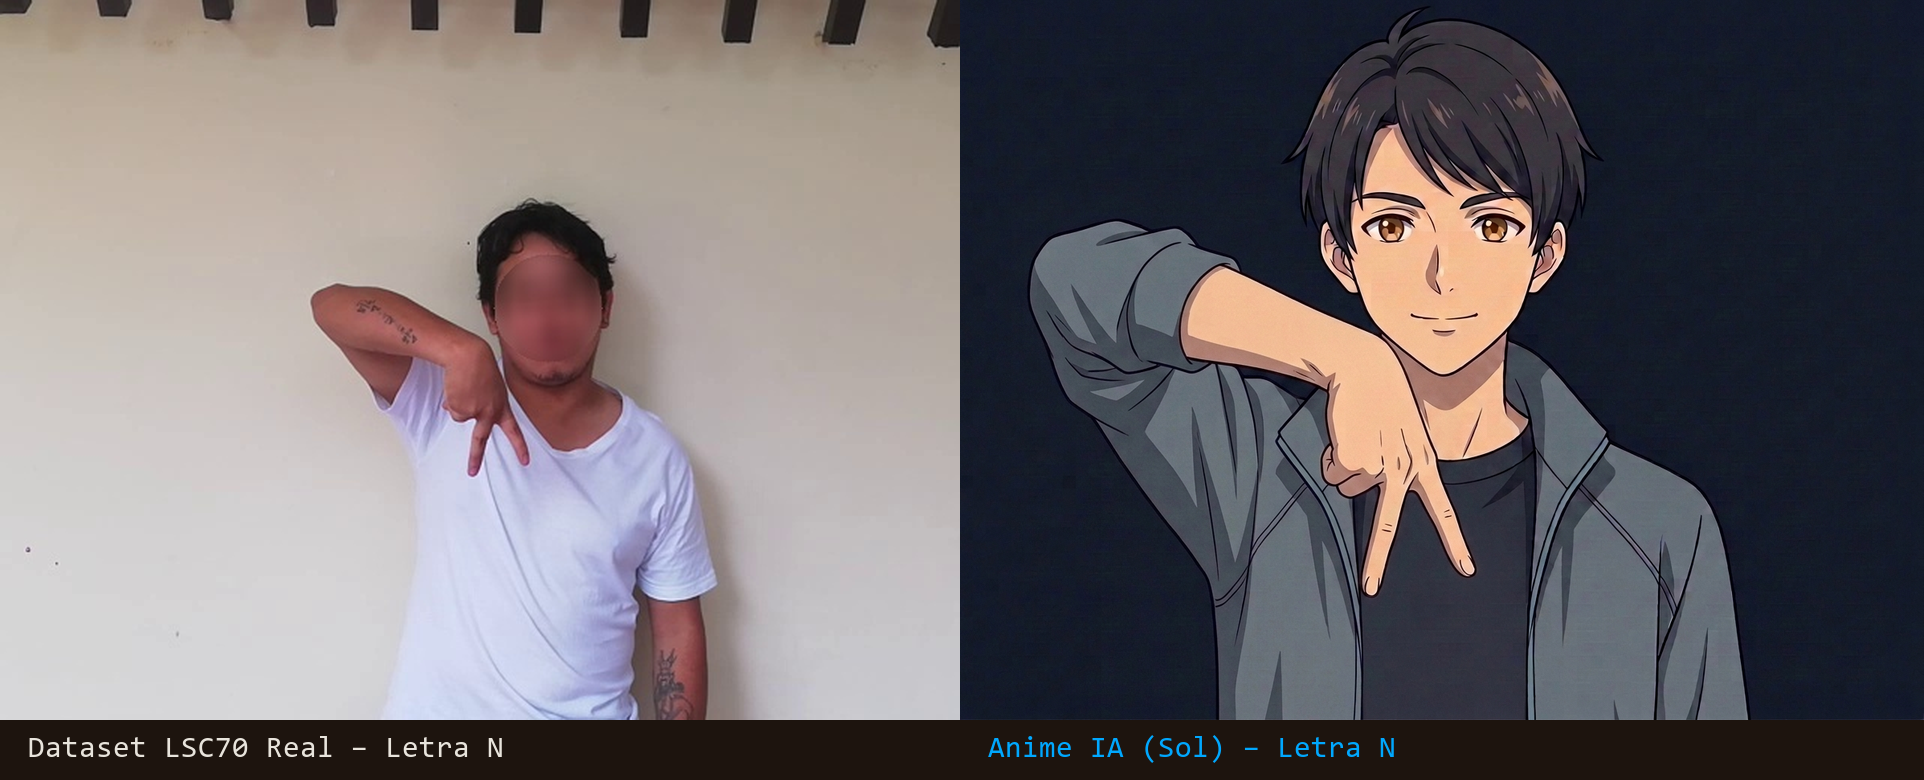 Dataset LSC70 Real – Letra N
Anime IA (Sol) – Letra N